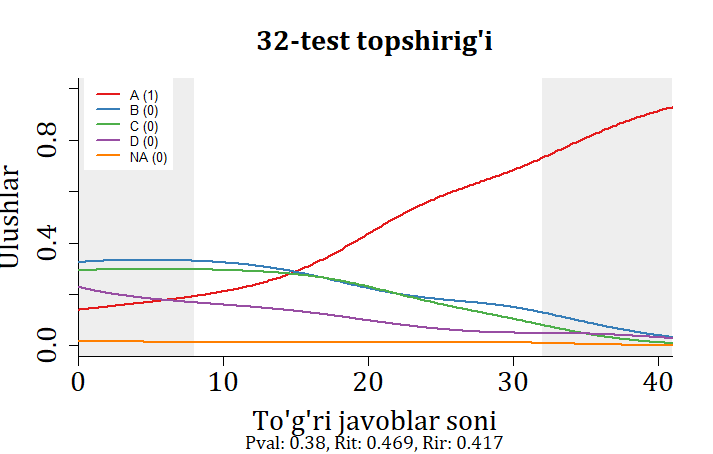 32-test topshirig'i
A (1)
B (0)
C (0)
D (0)
NA (0)
Ulushlar
0.0
0.4
0.8
0
10
20
30
40
To'g'ri javoblar soni
Pval: 0.38, Rit: 0.469, Rir: 0.417